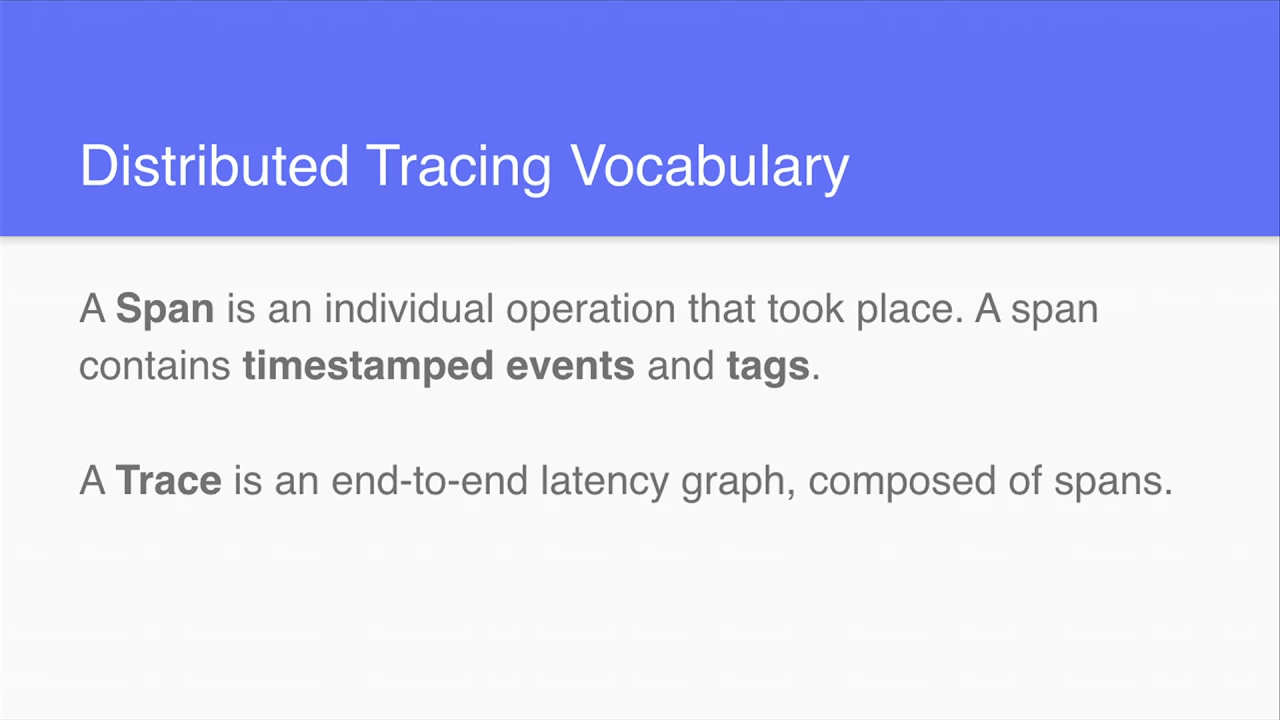 Distributed Tracing Vocabulary
A Span is an individual operation that took place. A span
contains timestamped events and tags.
A Trace is an end-to-end latency graph, composed of spans.